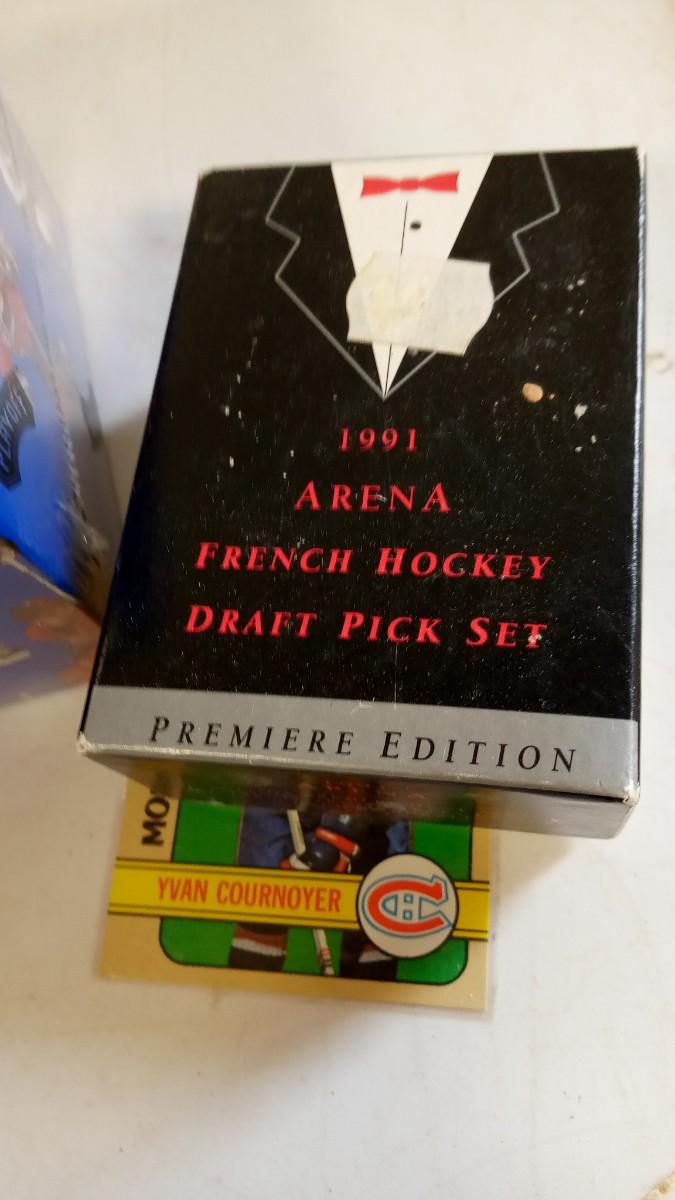 1991
ARENA
FRENCH HOCKEY
DRAFT PICK SET
PREMIERE EDITION
YVAN COURNOYER